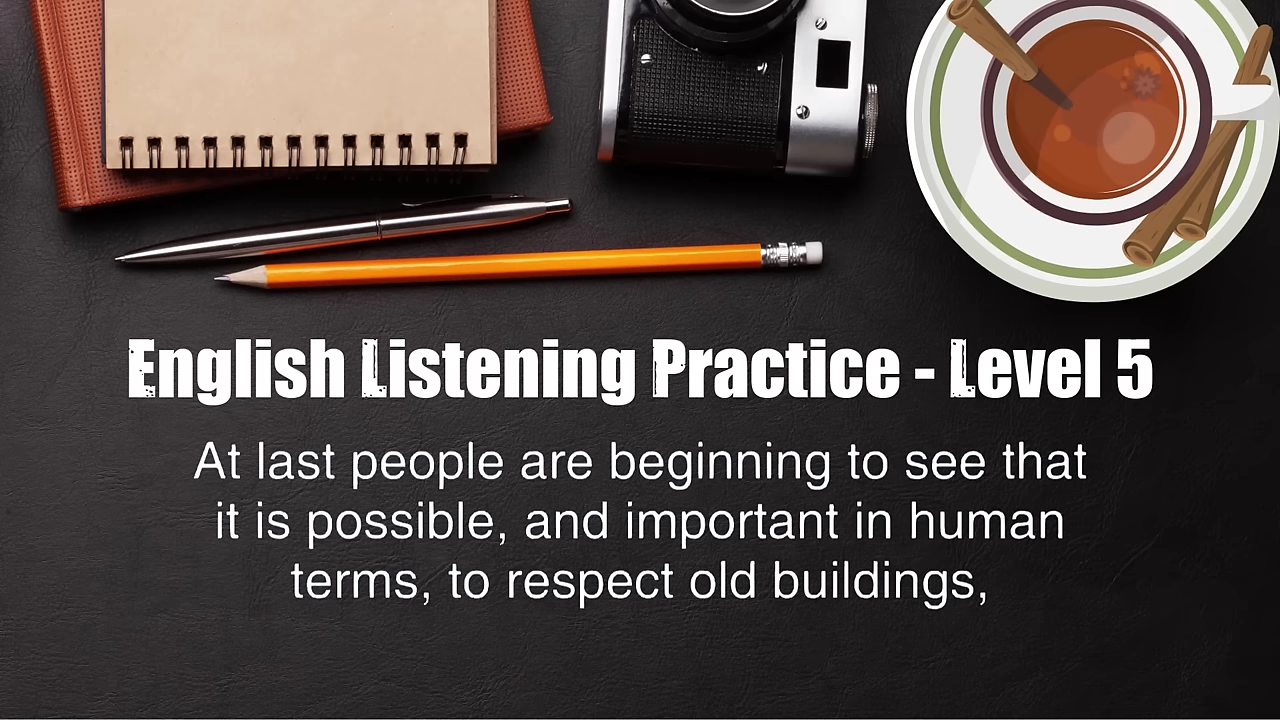 English Listening Practice - Level 5
At last people are beginning to see that
it is possible, and important in human
terms, to respect old buildings,